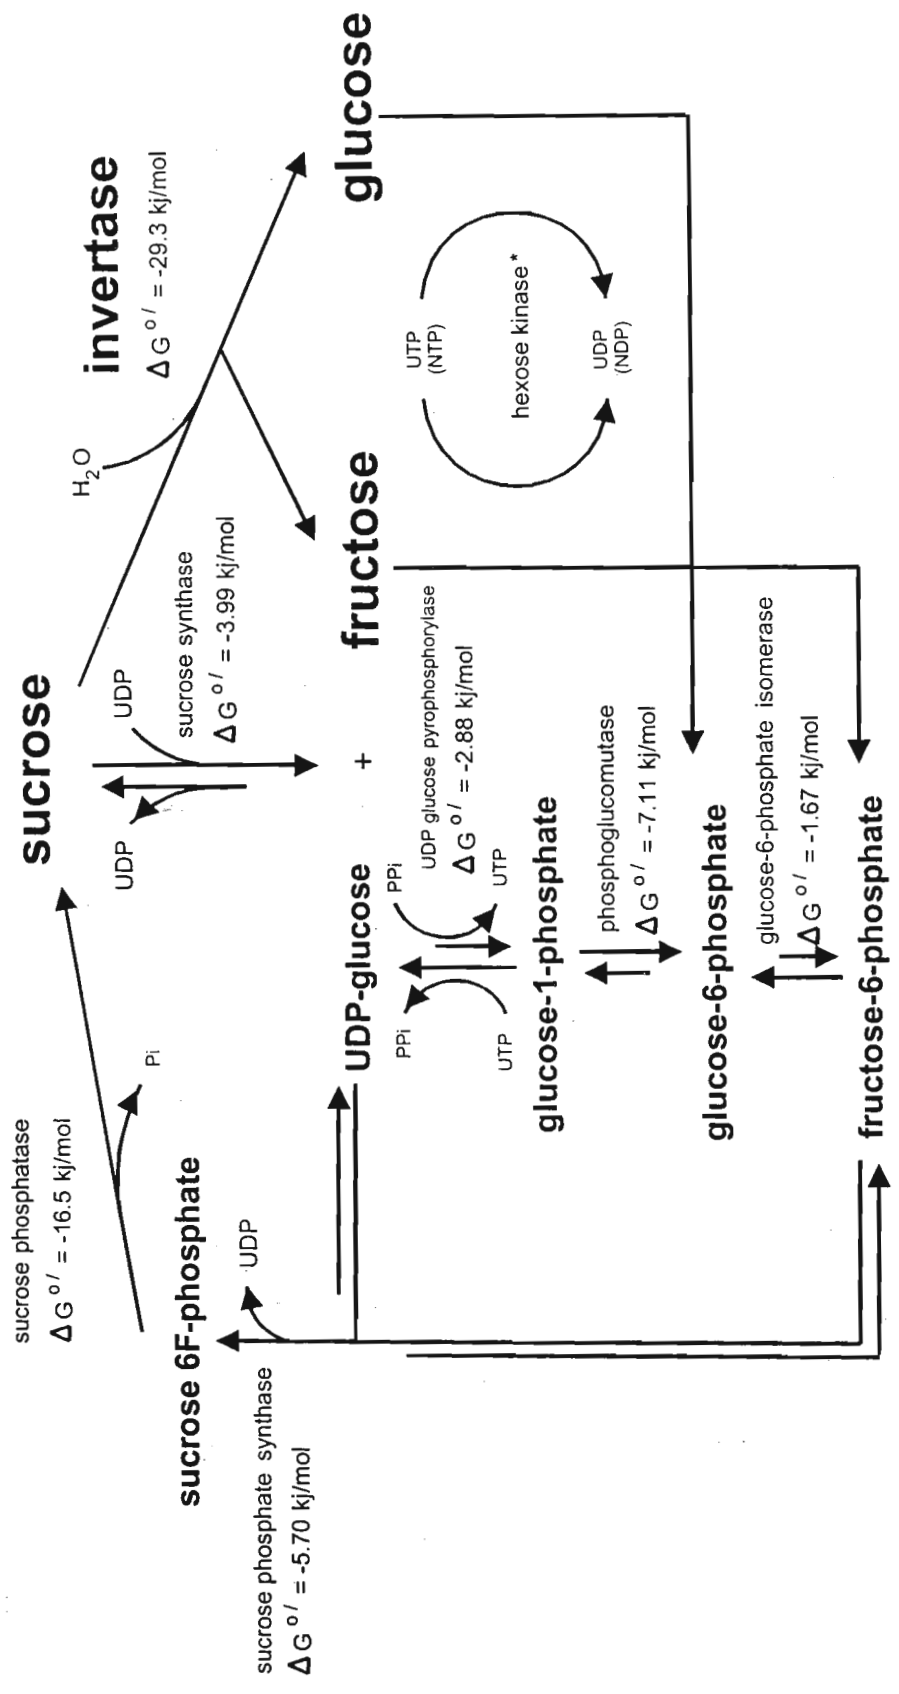 sucrose phosphatase
ΔG o/ = -16.5 kj/mol
Pi
sucrose 6F-phosphate
UDP
sucrose phosphate synthase
ΔG o/ = -5.70 kj/mol
sucrose
UDP
UDP
sucrose synthase
ΔG o/ = -3.99 kj/mol
H2O
invertase
ΔG o/ = -29.3 kj/mol
UDP-glucose
+
fructose
glucose
PPi
PPi
UTP
UTP
UDP glucose pyrophosphorylase
ΔG o/ = -2.88 kj/mol
UTP
(NTP)
hexose kinase*
UDP
(NDP)
glucose-1-phosphate
phosphoglucomutase
ΔG o/ = -7.11 kj/mol
glucose-6-phosphate
glucose-6-phosphate isomerase
ΔG o/ = -1.67 kj/mol
fructose-6-phosphate